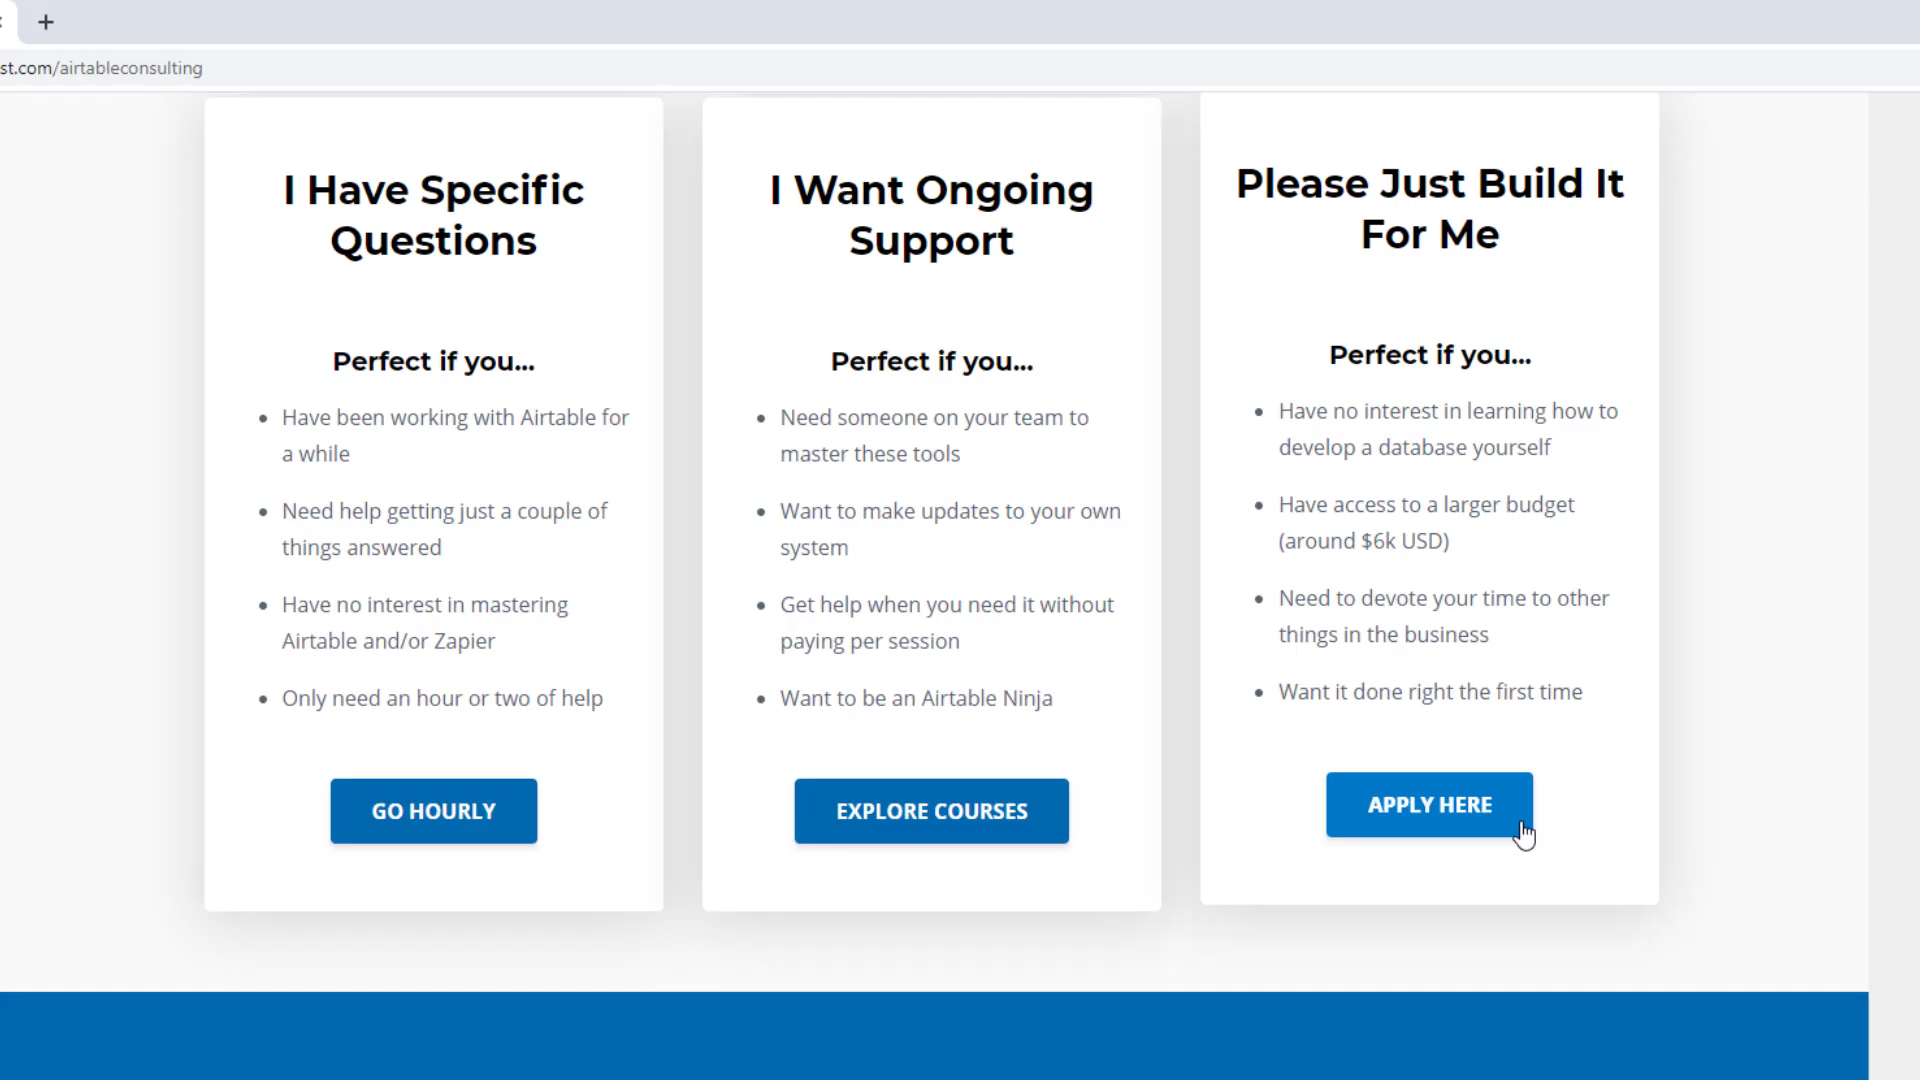 st.com/airtableconsulting
I Have Specific
Questions
Perfect if you...
Have been working with Airtable for
a while
Need help getting just a couple of
things answered
Have no interest in mastering
Airtable and/or Zapier
Only need an hour or two of help
GO HOURLY
I Want Ongoing
Support
Perfect if you...
Need someone on your team to
master these tools
Want to make updates to your own
system
Get help when you need it without
paying per session
Want to be an Airtable Ninja
EXPLORE COURSES
Please Just Build It
For Me
Perfect if you...
Have no interest in learning how to
develop a database yourself
Have access to a larger budget
(around $6k USD)
Need to devote your time to other
things in the business
Want it done right the first time
APPLY HERE